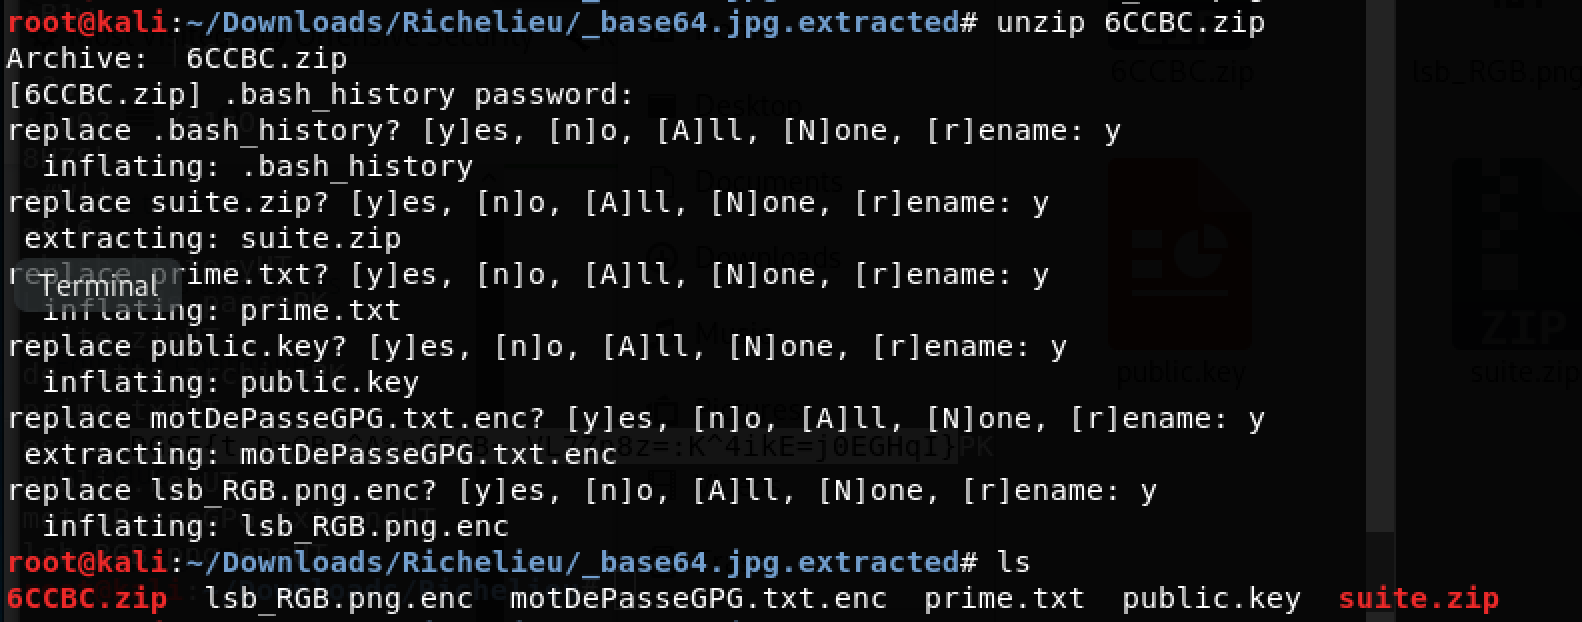 root@kali:~/Downloads/Richelieu/_base64.jpg.extracted# unzip 6CCBC.zip
Archive:  6CCBC.zip
[6CCBC.zip] .bash_history password:
replace .bash_history? [y]es, [n]o, [A]ll, [N]one, [r]ename: y
  inflating: .bash_history
replace suite.zip? [y]es, [n]o, [A]ll, [N]one, [r]ename: y
 extracting: suite.zip
replace prime.txt? [y]es, [n]o, [A]ll, [N]one, [r]ename: y
Terminal
  inflating: prime.txt
replace public.key? [y]es, [n]o, [A]ll, [N]one, [r]ename: y
  inflating: public.key
replace motDePasseGPG.txt.enc? [y]es, [n]o, [A]ll, [N]one, [r]ename: y
 extracting: motDePasseGPG.txt.enc
replace lsb_RGB.png.enc? [y]es, [n]o, [A]ll, [N]one, [r]ename: y
  inflating: lsb_RGB.png.enc
root@kali:~/Downloads/Richelieu/_base64.jpg.extracted# ls
6CCBC.zip  lsb_RGB.png.enc  motDePasseGPG.txt.enc  prime.txt  public.key  suite.zip
6CCBC.zip
lsb_RGB.png
Desktop
Documents
Downloads
Music
Pictures
public.key
ZIP
suite.zip